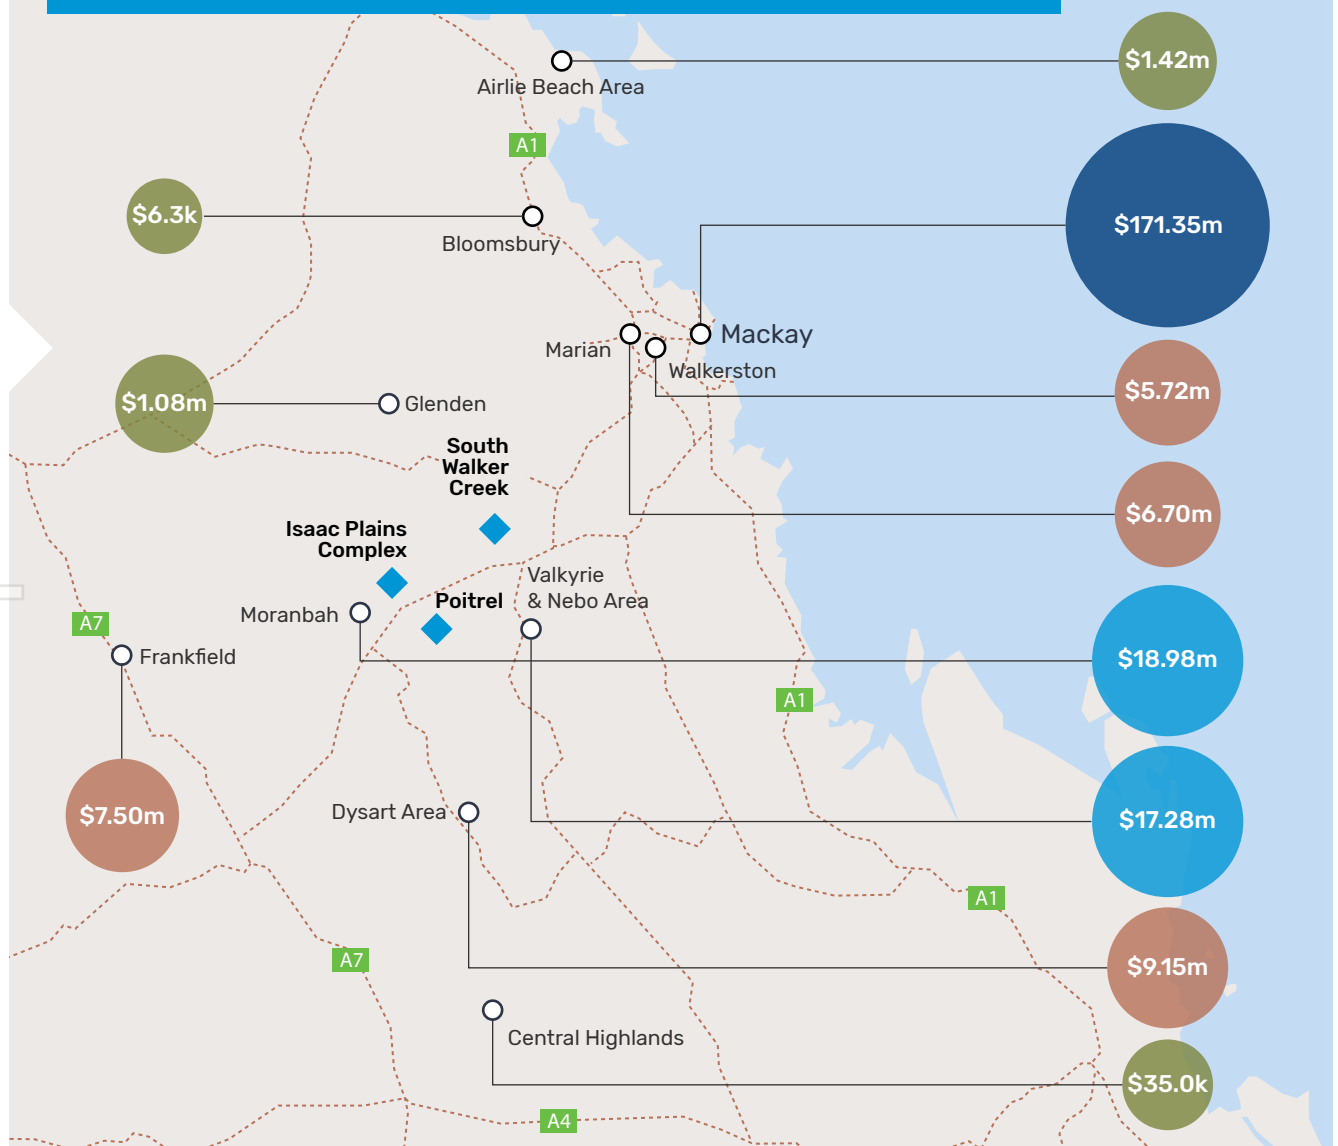 $1.42m
Airlie Beach Area
A1
$171.35m
$6.3k
Bloomsbury
Mackay
Marian
Walkerston
$5.72m
$1.08m
Glenden
South
Walker
Creek
$6.70m
Isaac Plains
Complex
Valkyrie
& Nebo Area
Poitrel
Moranbah
A7
Frankfield
$18.98m
A1
$7.50m
Dysart Area
$17.28m
A1
A7
$9.15m
Central Highlands
$35.0k
A4